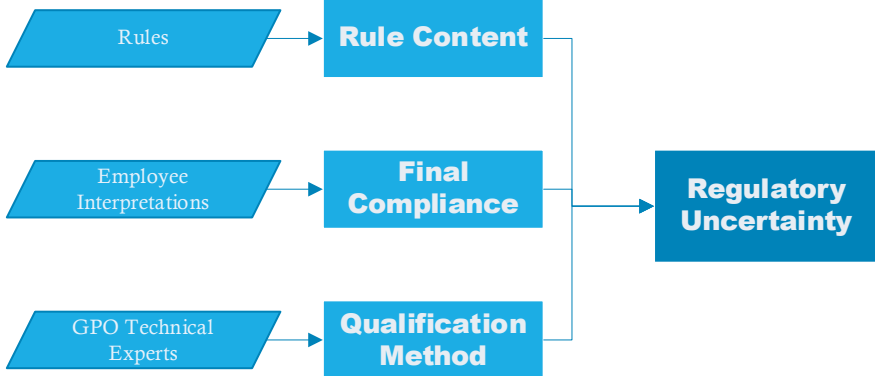 Rules
Rule Content
Employee
Interpretations
Final
Compliance
Regulatory
Uncertainty
GPO Technical
Experts
Qualification
Method